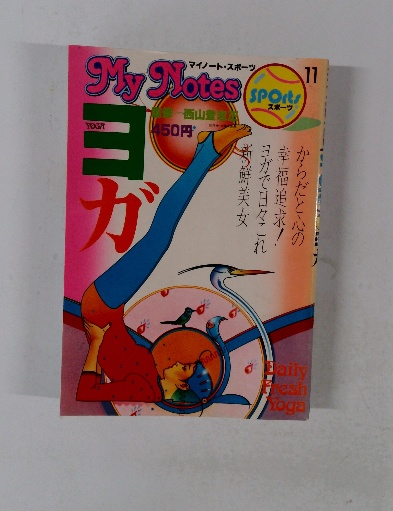 マイノート・スポーツ
My Notes
SPOrts
スポーツ
11
450円
YOGA
ヨガ
からだと心の
幸福追求!
ヨガで日々これ
新鮮美女
Daily
Fresh
Yoga